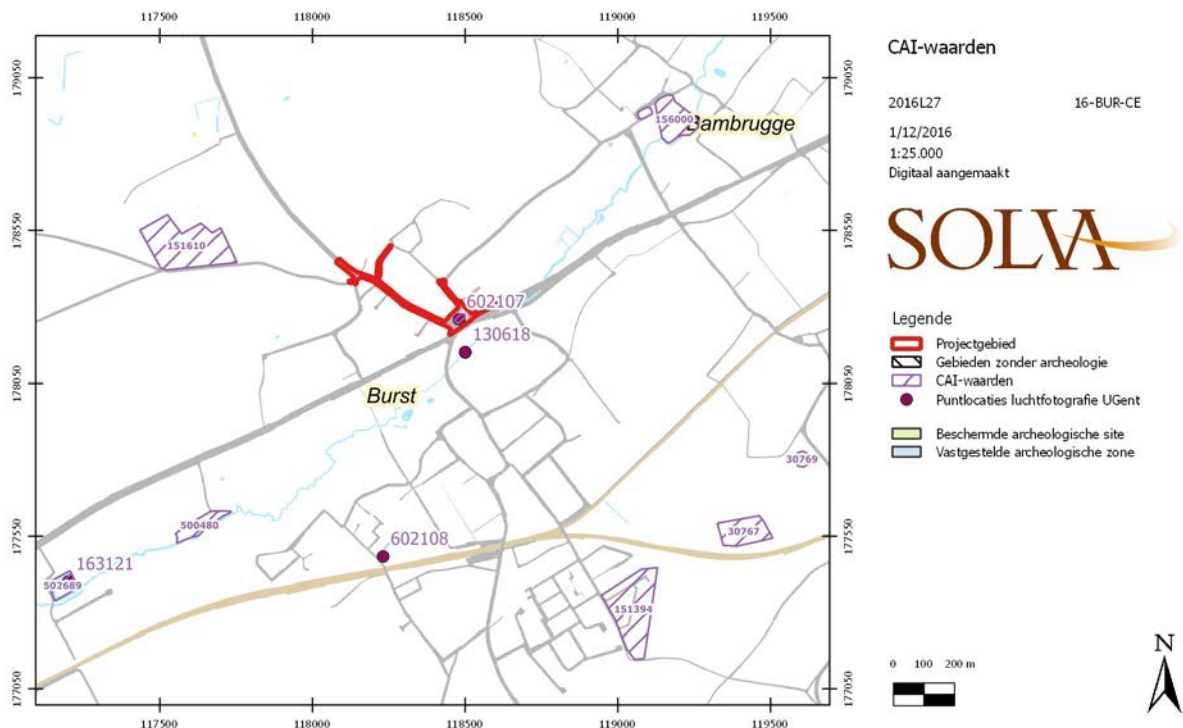 117500 118000 118500 119000 119500
179050 179050
Bambrugge
156000
178550 178550
151610
602107
130618
178050 178050
Burst
30769
500480
177550 177550
30767
602108
163121
502689
151394
177050 177050
117500 118000 118500 119000 119500
CAI-waarden
2016L27 16-BUR-CE
1/12/2016
1:25.000
Digitaal aangemaakt
SOLVA
Legende
Projectgebied
Gebieden zonder archeologie
CAI-waarden
Puntlocaties luchtfotografie UGent
Beschermde archeologische site
Vastgestelde archeologische zone
0 100 200 m
N